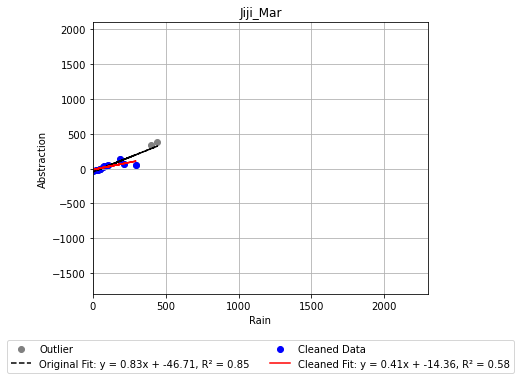 Jiji_Mar
2000
1500
1000
500
0
−500
−1000
−1500
Abstraction
0 500 1000 1500 2000
Rain
Outlier Cleaned Data
Original Fit: y = 0.83x + -46.71, R² = 0.85 Cleaned Fit: y = 0.41x + -14.36, R² = 0.58